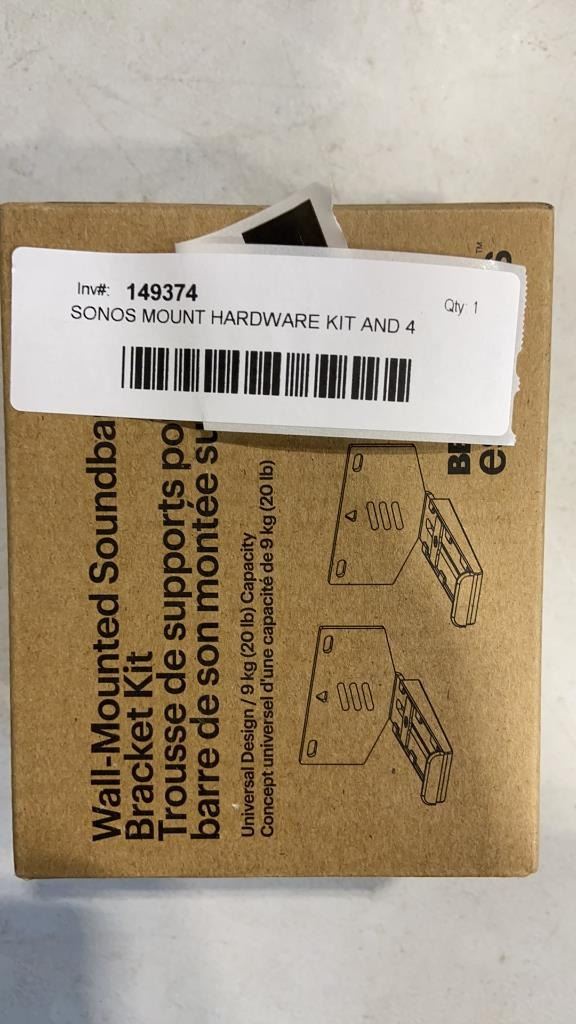 Inv#: 149374
Qty: 1
SONOS MOUNT HARDWARE KIT AND 4
Wall-Mounted Soundba
Bracket Kit
Trousse de supports po
barre de son montée su
Universal Design / 9 kg (20 lb) Capacity
Concept universel d'une capacité de 9 kg (20 lb)
TM